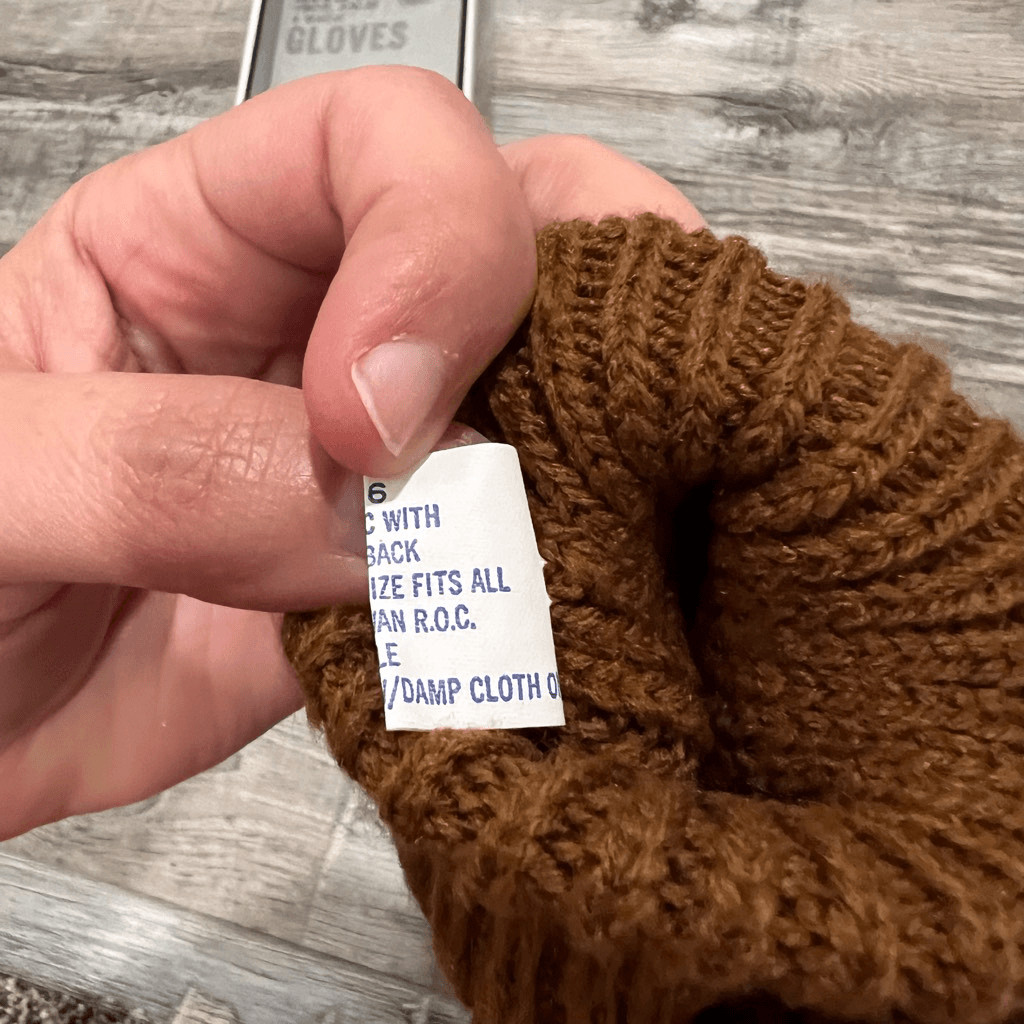 GLOVES
6
C WITH
BACK
IZE FITS ALL
AN R.O.C.
LE
/DAMP CLOTH O